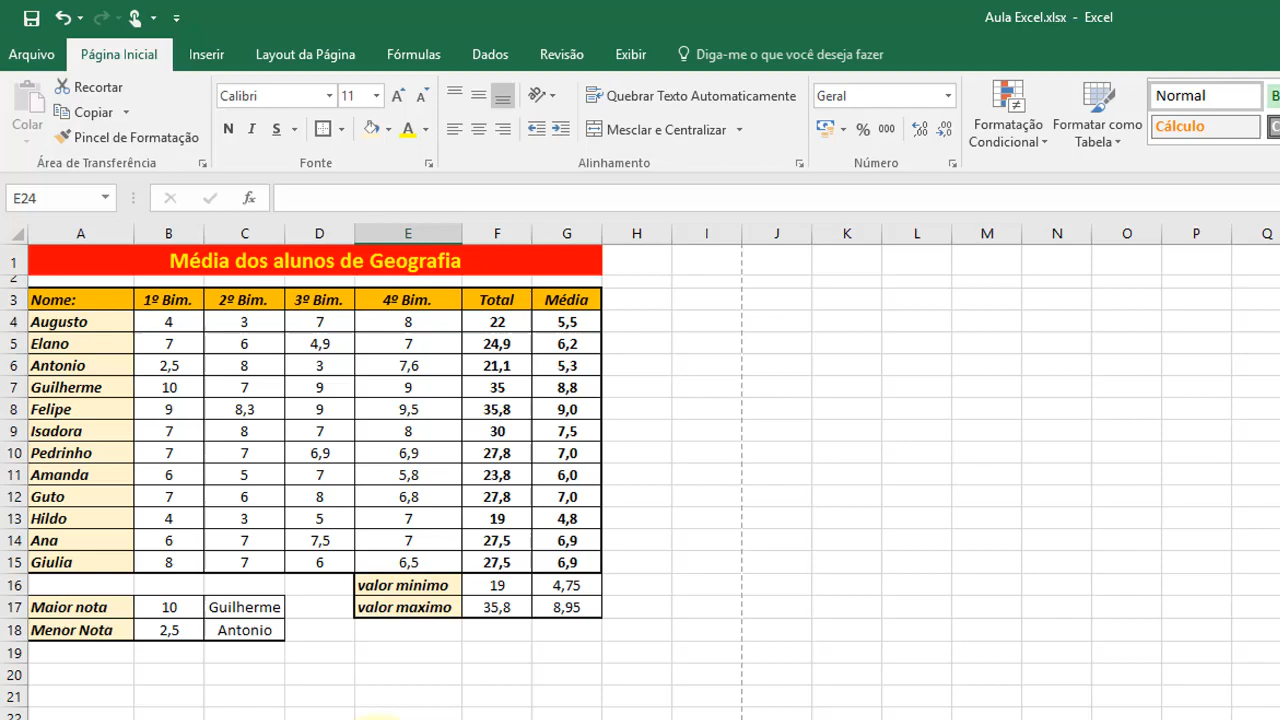 Aula Excel.xlsx - Excel
Arquivo Página Inicial Inserir Layout da Página Fórmulas Dados Revisão Exibir Diga-me o que você deseja fazer
Recortar
Copiar
Pincel de Formatação
Colar
Área de Transferência
Calibri 11
N I S
A A
Fonte
Quebrar Texto Automaticamente
Mesclar e Centralizar
Alinhamento
Geral
% 000
Número
Formatação Condicional
Formatar como Tabela
Normal
Cálculo
E24 fx
A B C D E F G H I J K L M N O P Q
1 Média dos alunos de Geografia
2
3 Nome: 1º Bim. 2º Bim. 3º Bim. 4º Bim. Total Média
4 Augusto 4 3 7 8 22 5,5
5 Elano 7 6 4,9 7 24,9 6,2
6 Antonio 2,5 8 3 7,6 21,1 5,3
7 Guilherme 10 7 9 9 35 8,8
8 Felipe 9 8,3 9 9,5 35,8 9,0
9 Isadora 7 8 7 8 30 7,5
10 Pedrinho 7 7 6,9 6,9 27,8 7,0
11 Amanda 6 5 7 5,8 23,8 6,0
12 Guto 7 6 8 6,8 27,8 7,0
13 Hildo 4 3 5 7 19 4,8
14 Ana 6 7 7,5 7 27,5 6,9
15 Giulia 8 7 6 6,5 27,5 6,9
16 valor minimo 19 4,75
17 Maior nota 10 Guilherme valor maximo 35,8 8,95
18 Menor Nota 2,5 Antonio
19
20
21
22